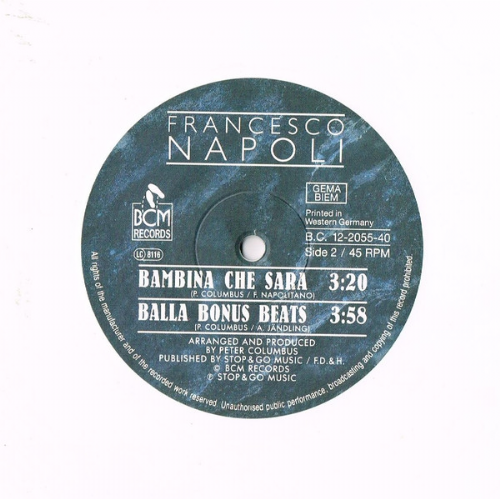 FRANCESCO
NAPOLI
BCM
RECORDS
LC 8116
GEMA
BIEM
Printed in
Western Germany
B.C. 12-2055-40
Side 2 / 45 RPM
BAMBINA CHE SARA 3:20
(P. COLUMBUS / F. NAPOLITANO)
BALLA BONUS BEATS 3:58
(P. COLUMBUS / A. JÄNDLING)
ARRANGED AND PRODUCED
BY PETER COLUMBUS
PUBLISHED BY STOP & GO MUSIC / F.D. & H.
© BCM RECORDS
℗ STOP & GO MUSIC
All rights of the manufacturer and of the owner of the recorded work reserved. Unauthorised public performance, broadcasting and copying of this record prohibited.